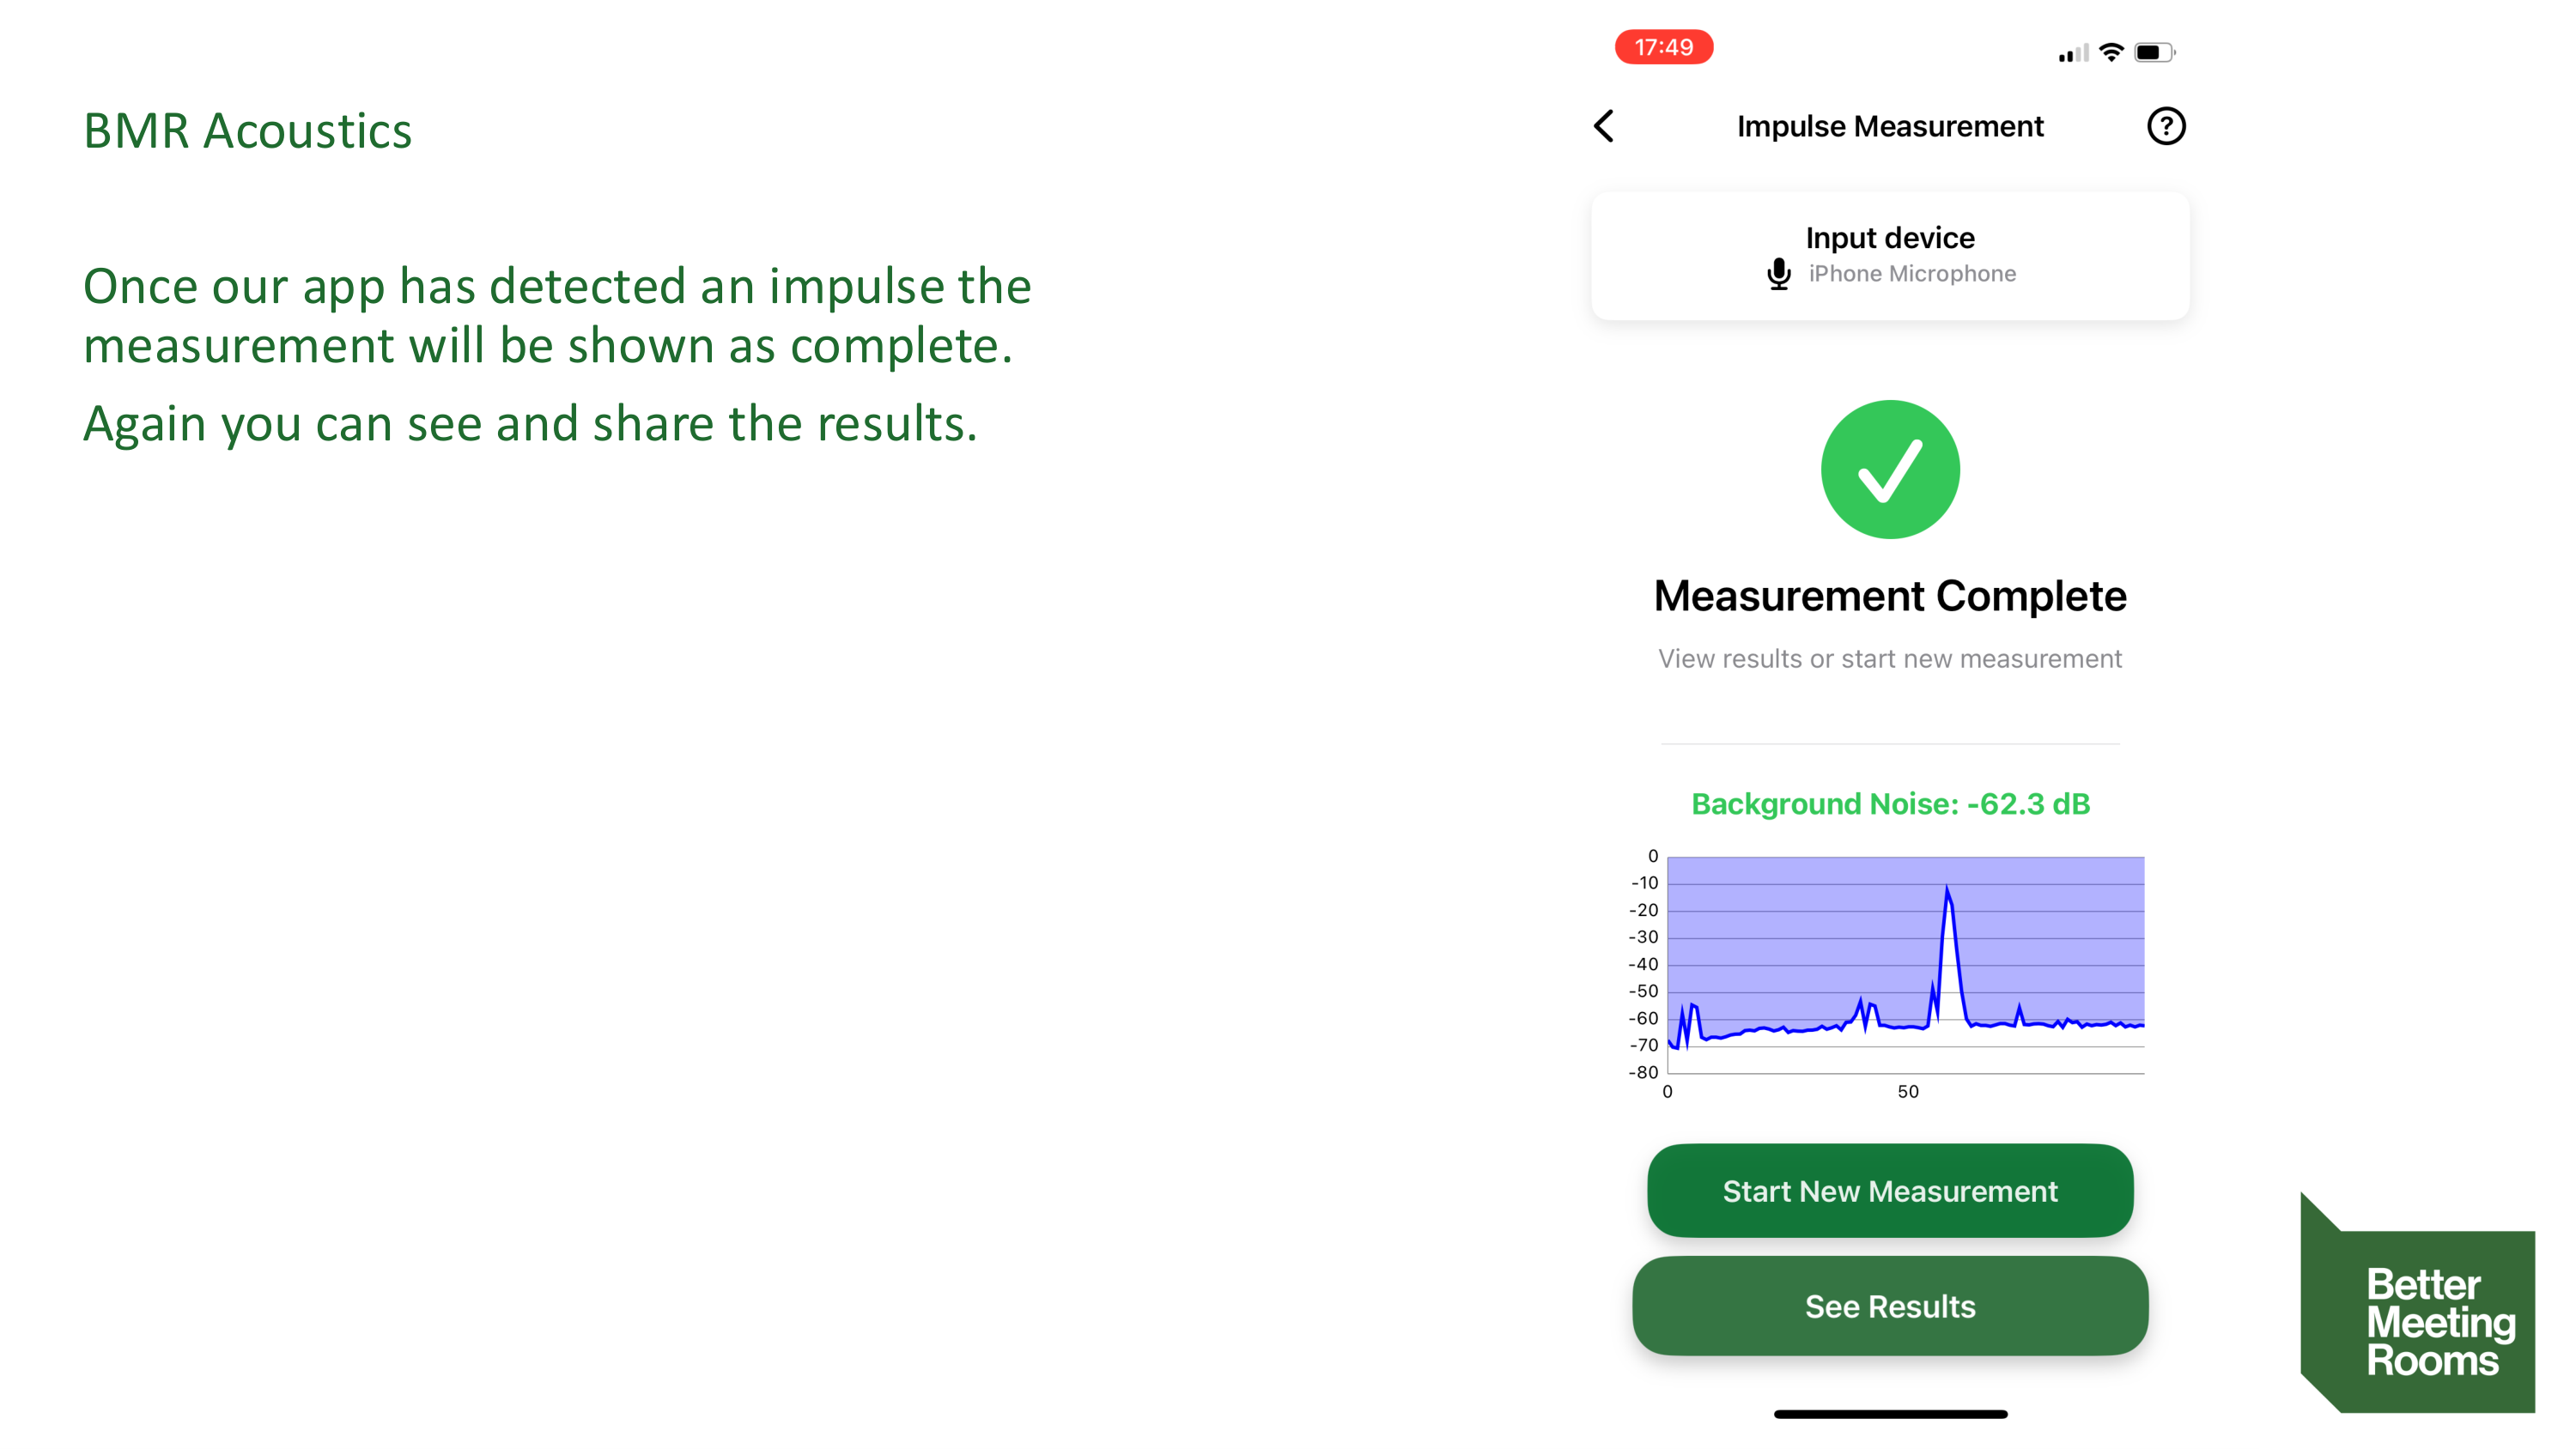 BMR Acoustics
Once our app has detected an impulse the
measurement will be shown as complete.
Again you can see and share the results.
17:49
Impulse Measurement
?
Input device
iPhone Microphone
Measurement Complete
View results or start new measurement
Background Noise: -62.3 dB
0
-10
-20
-30
-40
-50
-60
-70
-80
0 50
Start New Measurement
See Results
Better
Meeting
Rooms